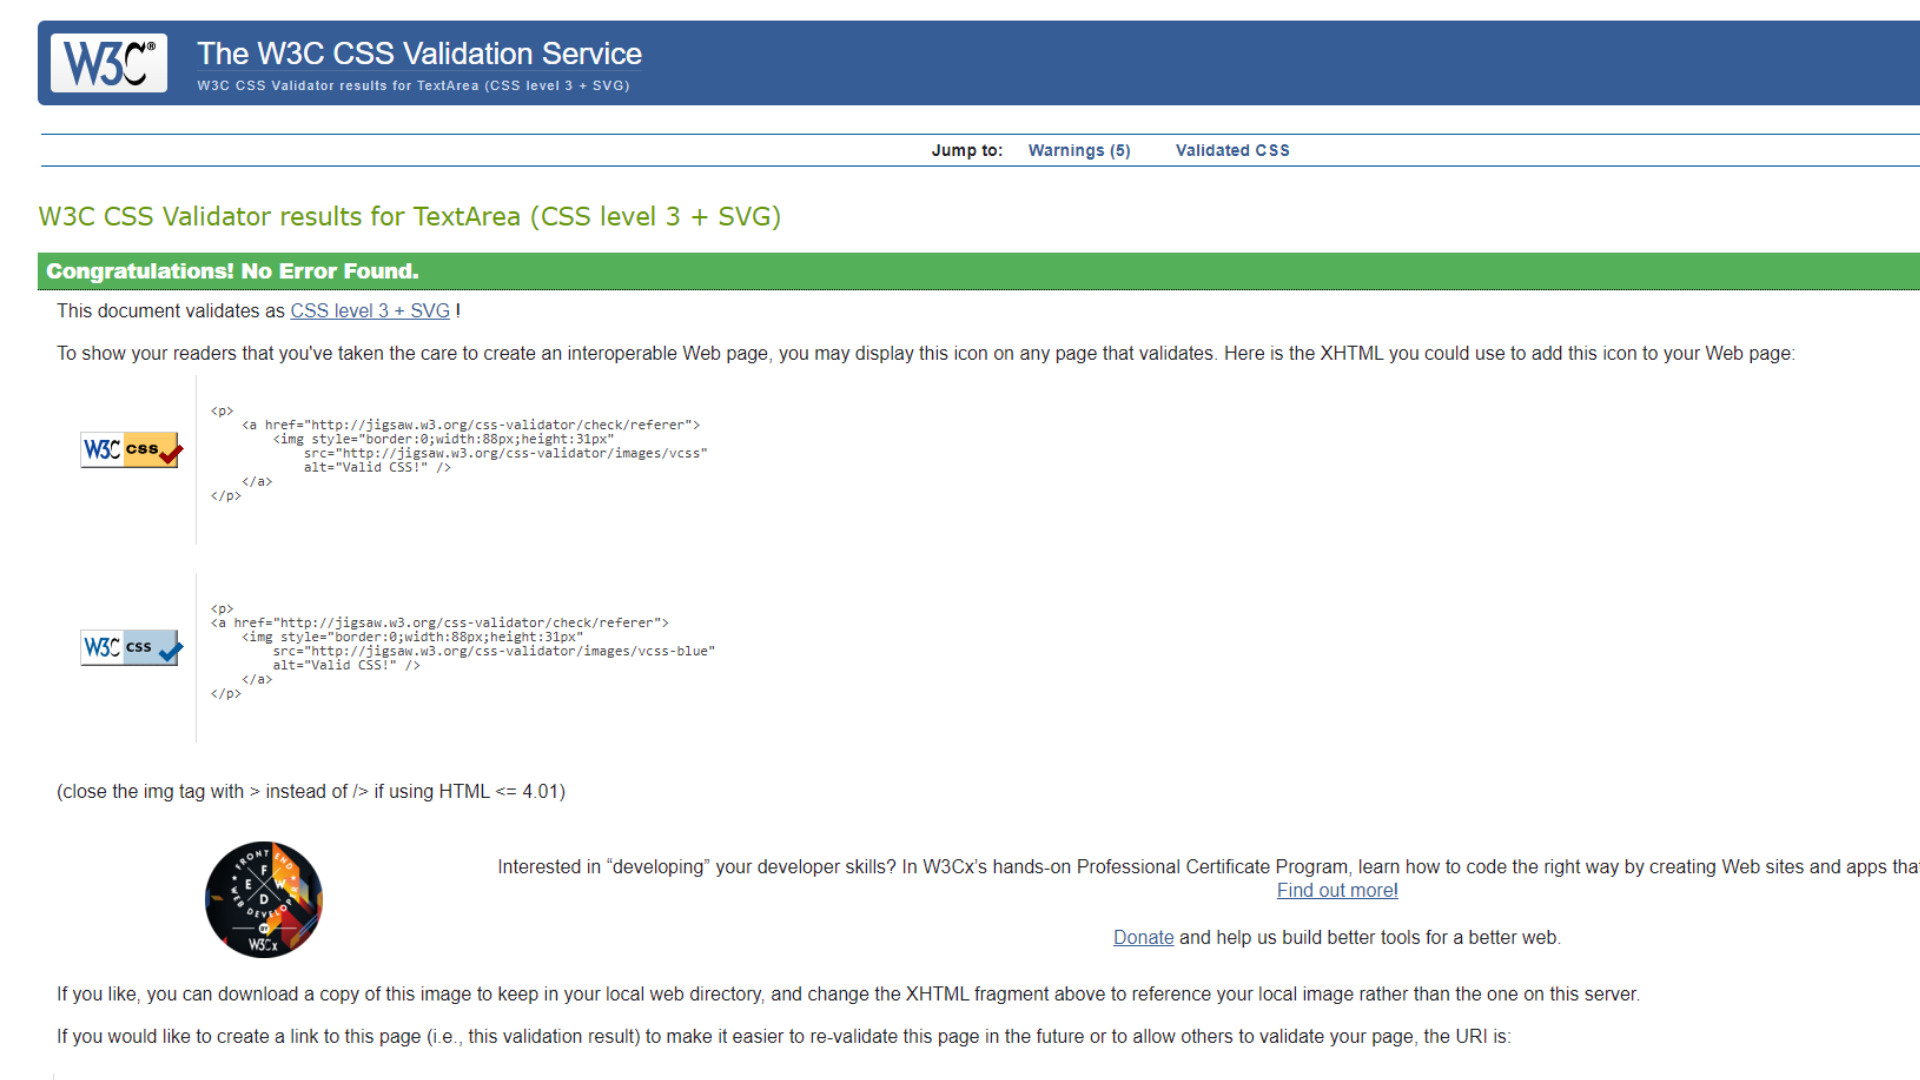 W3C®
The W3C CSS Validation Service
W3C CSS Validator results for TextArea (CSS level 3 + SVG)
Jump to: Warnings (5) Validated CSS
W3C CSS Validator results for TextArea (CSS level 3 + SVG)
Congratulations! No Error Found.
This document validates as CSS level 3 + SVG !
To show your readers that you've taken the care to create an interoperable Web page, you may display this icon on any page that validates. Here is the XHTML you could use to add this icon to your Web page:
W3C css
<p>
<a href="http://jigsaw.w3.org/css-validator/check/referer">
<img style="border:0;width:88px;height:31px"
src="http://jigsaw.w3.org/css-validator/images/vcss"
alt="Valid CSS!" />
</a>
</p>
W3C css
<p>
<a href="http://jigsaw.w3.org/css-validator/check/referer">
<img style="border:0;width:88px;height:31px"
src="http://jigsaw.w3.org/css-validator/images/vcss-blue"
alt="Valid CSS!" />
</a>
</p>
(close the img tag with > instead of /> if using HTML <= 4.01)
FRONT END
F
E W
D
WEB DEVELOPER
BY
W3Cx
Interested in “developing” your developer skills? In W3Cx’s hands-on Professional Certificate Program, learn how to code the right way by creating Web sites and apps tha
Find out more!
Donate and help us build better tools for a better web.
If you like, you can download a copy of this image to keep in your local web directory, and change the XHTML fragment above to reference your local image rather than the one on this server.
If you would like to create a link to this page (i.e., this validation result) to make it easier to re-validate this page in the future or to allow others to validate your page, the URI is: